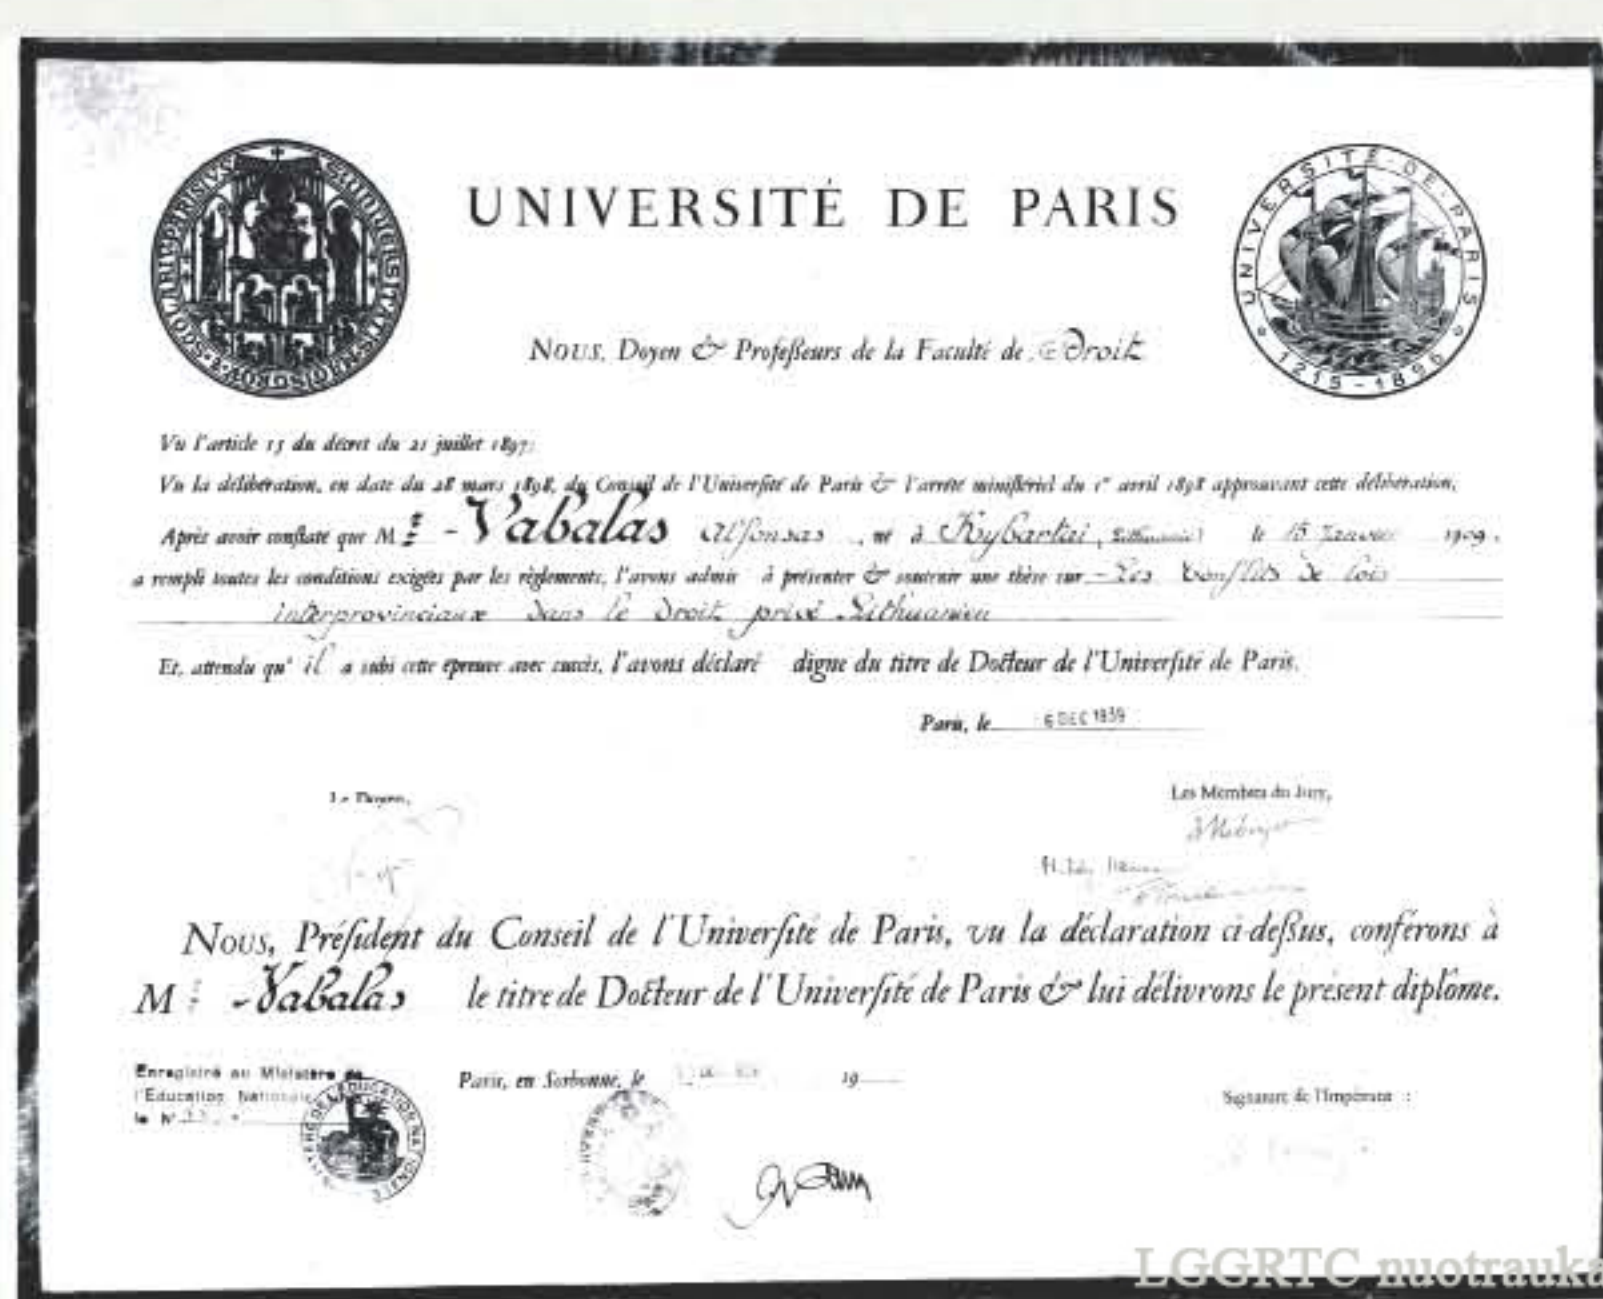 UNIVERSITÉ DE PARIS
UNIVERSITÉ-DE-PARIS
1215-1896
NOUS, Doyen & Professeurs de la Faculté de Droit
Vu l'article 15 du décret du 21 juillet 1897;
Vu la délibération, en date du 28 mars 1898, du Conseil de l'Université de Paris & l'arrêté ministériel du 1er avril 1898 approuvant cette délibération,
Après avoir constaté que M - Vabalas Alfonsas, né à Kybartai, (Lithuanie) le 15 Janvier 1909.
a rempli toutes les conditions exigées par les règlements, l'avons admis à présenter & soutenir une thèse sur - Les Conflits de lois
interprovinciaux dans le droit privé Lithuanien
Et, attendu qu'il a subi cette épreuve avec succès, l'avons déclaré digne du titre de Docteur de l'Université de Paris.
Paris, le 6 DEC 1939
Le Doyen,
Les Membres du Jury,
NOUS, Président du Conseil de l'Université de Paris, vu la déclaration ci-dessus, conférons à
M - Vabalas le titre de Docteur de l'Université de Paris & lui délivrons le présent diplôme.
Enregistré au Ministère de
l'Education Nationale
le N°
Paris, en Sorbonne, le 19
Signature de l'Impétrant :
LGGRTC nuotrauka